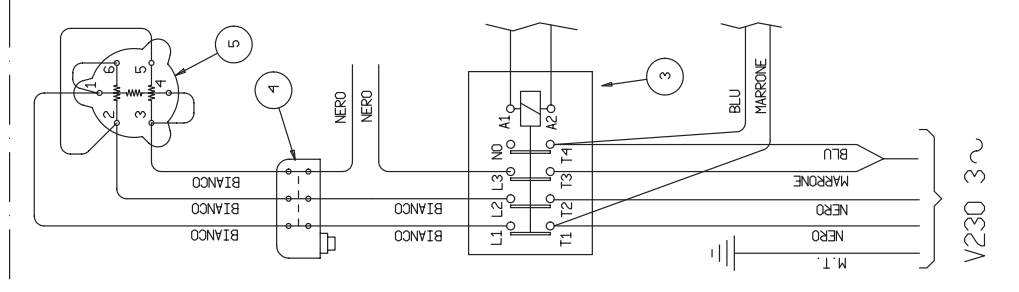 5
4
3
6
5
1
4
2
3
NERO
NERO
BLU
MARRONE
A1
A2
NO
T4
L3
T3
L2
T2
L1
T1
BIANCO
BIANCO
BIANCO
BIANCO
BIANCO
BLU
MARRONE
NERO
NERO
M.T.
V230 3~